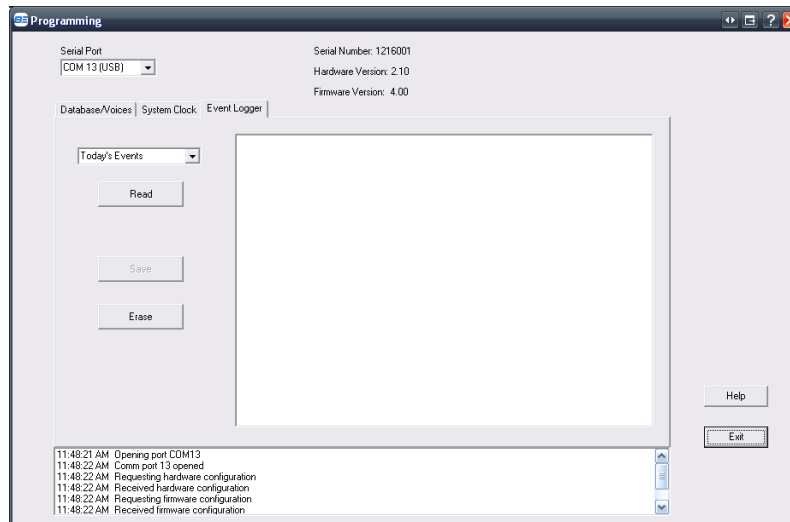 Programming
Serial Port
COM 13 (USB)
Serial Number: 1216001
Hardware Version: 2.10
Firmware Version: 4.00
Database/Voices
System Clock
Event Logger
Today's Events
Read
Save
Erase
Help
Exit
11:48:21 AM Opening port COM13
11:48:22 AM Comm port 13 opened
11:48:22 AM Requesting hardware configuration
11:48:22 AM Received hardware configuration
11:48:22 AM Requesting firmware configuration
11:48:22 AM Received firmware configuration